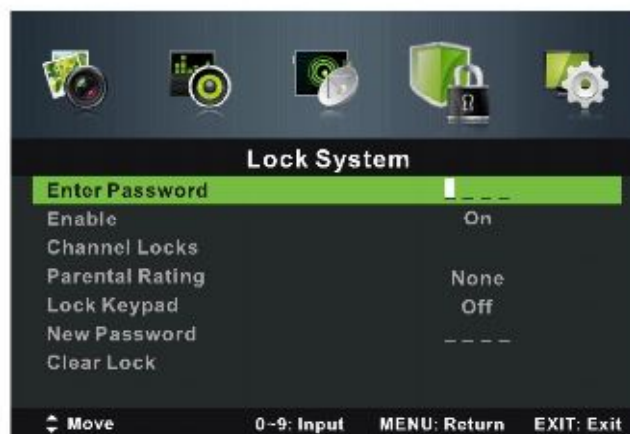 Lock System
Enter Password _ _ _ _
Enable On
Channel Locks
Parental Rating None
Lock Keypad Off
New Password _ _ _ _
Clear Lock
Move 0~9: Input MENU: Return EXIT: Exit